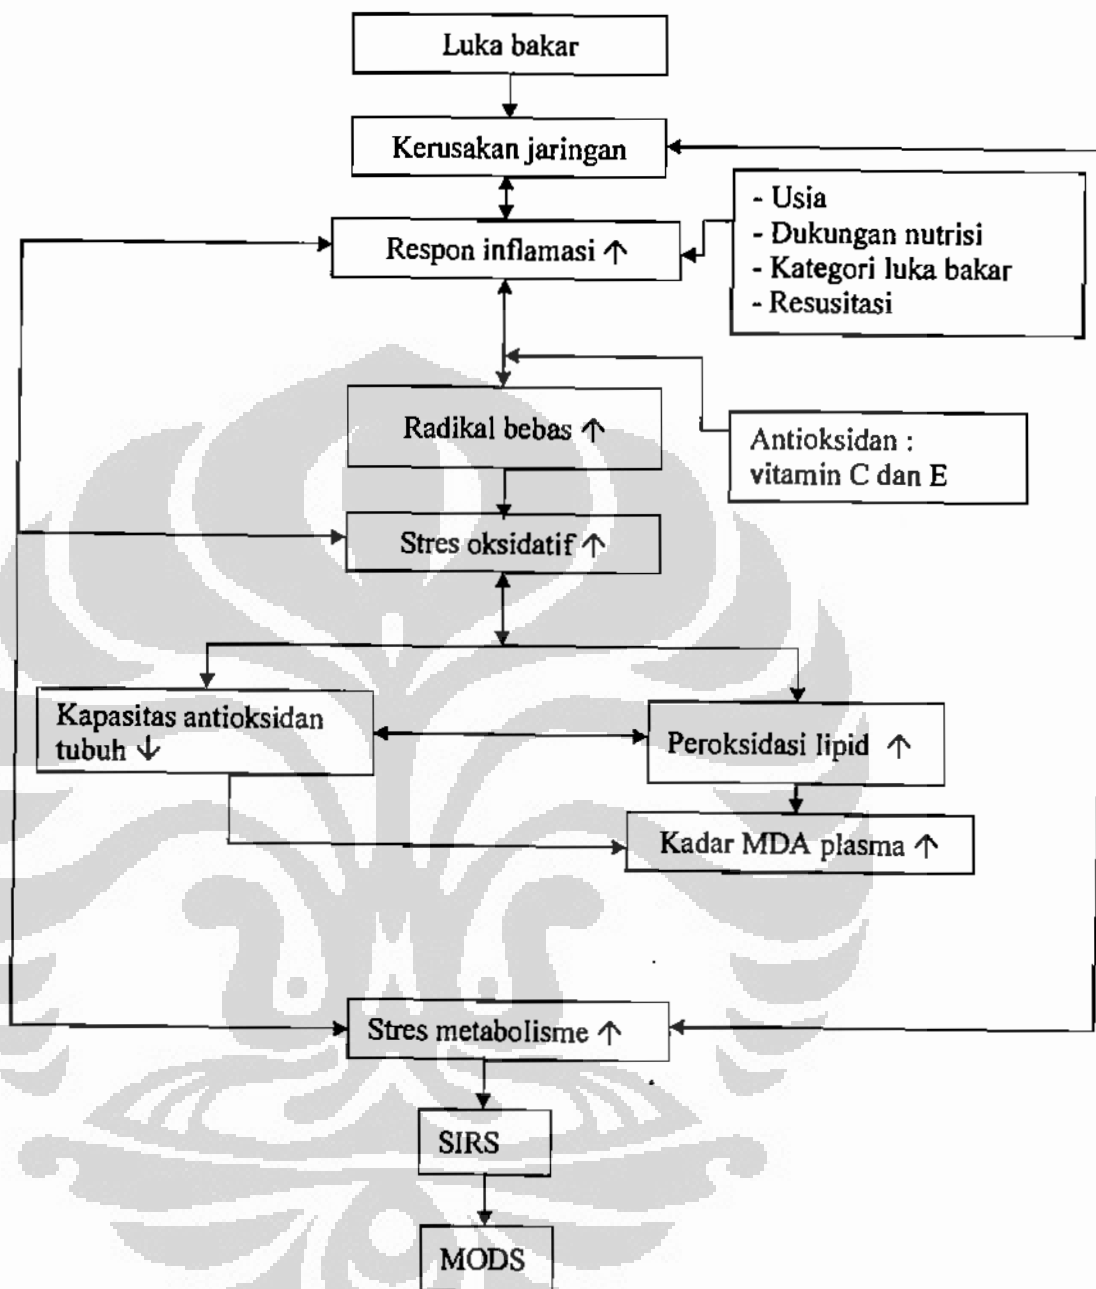 Luka bakar
Kerusakan jaringan
- Usia
- Dukungan nutrisi
- Kategori luka bakar
- Resusitasi
Respon inflamasi ↑
Radikal bebas ↑
Antioksidan :
vitamin C dan E
Stres oksidatif ↑
Kapasitas antioksidan
tubuh ↓
Peroksidasi lipid ↑
Kadar MDA plasma ↑
Stres metabolisme ↑
SIRS
MODS